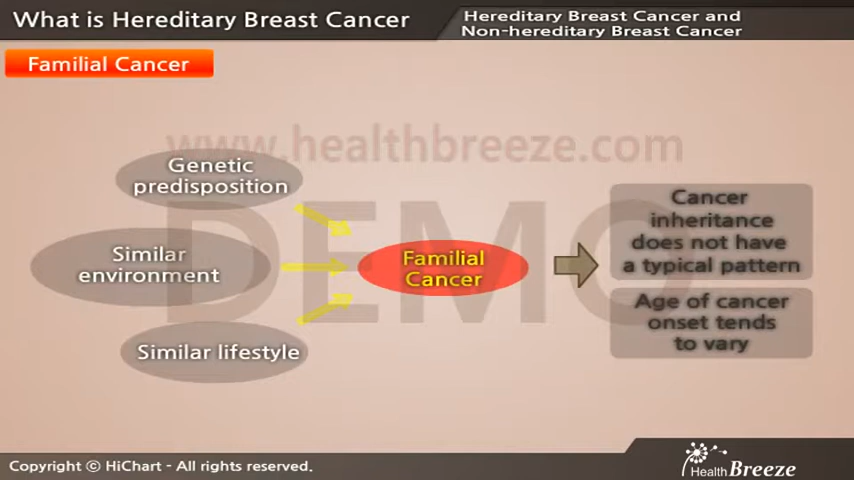 What is Hereditary Breast Cancer
Hereditary Breast Cancer and
Non-hereditary Breast Cancer
Familial Cancer
www.healthbreeze.com
DEMO
Genetic
predisposition
Similar
environment
Similar lifestyle
Familial
Cancer
Cancer
inheritance
does not have
a typical pattern
Age of cancer
onset tends
to vary
Copyright © HiChart - All rights reserved.
Health Breeze